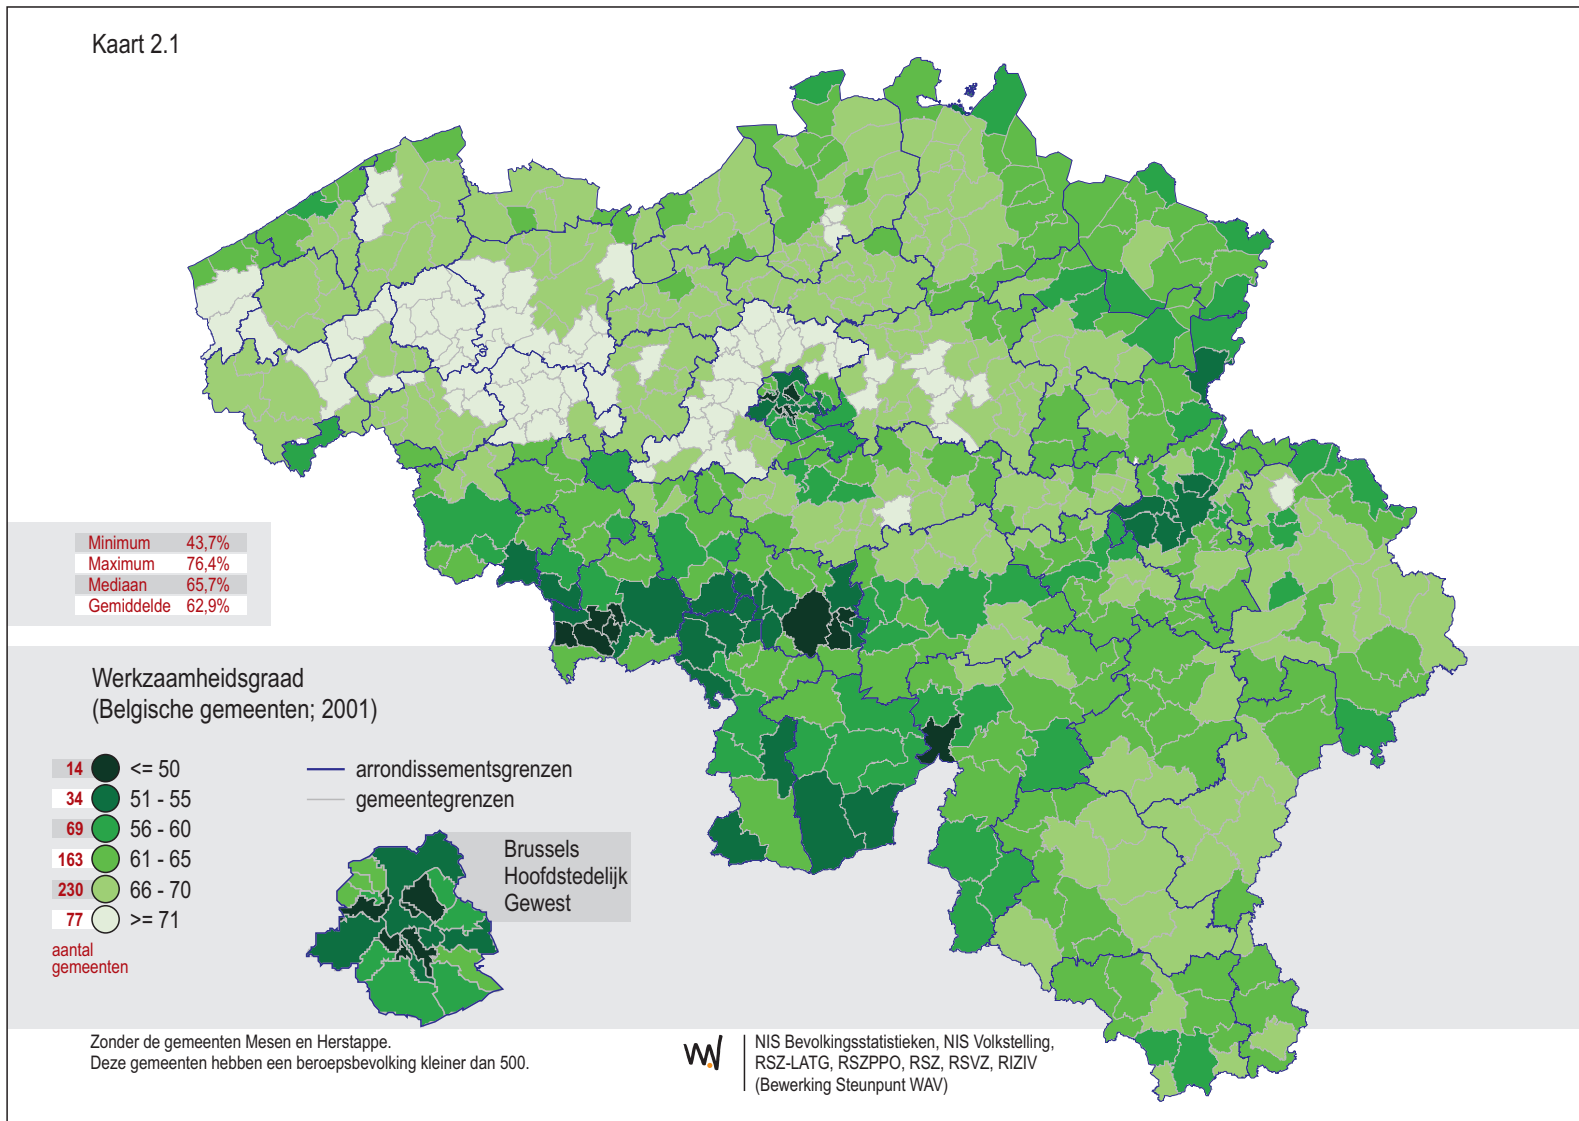 Kaart 2.1
Minimum 43,7%
Maximum 76,4%
Mediaan 65,7%
Gemiddelde 62,9%
Werkzaamheidsgraad
(Belgische gemeenten; 2001)
14 <= 50
34 51 - 55
69 56 - 60
163 61 - 65
230 66 - 70
77 >= 71
aantal
gemeenten
arrondissementsgrenzen
gemeentegrenzen
Brussels
Hoofdstedelijk
Gewest
Zonder de gemeenten Mesen en Herstappe.
Deze gemeenten hebben een beroepsbevolking kleiner dan 500.
NIS Bevolkingsstatistieken, NIS Volkstelling,
RSZ-LATG, RSZPPO, RSZ, RSVZ, RIZIV
(Bewerking Steunpunt WAV)